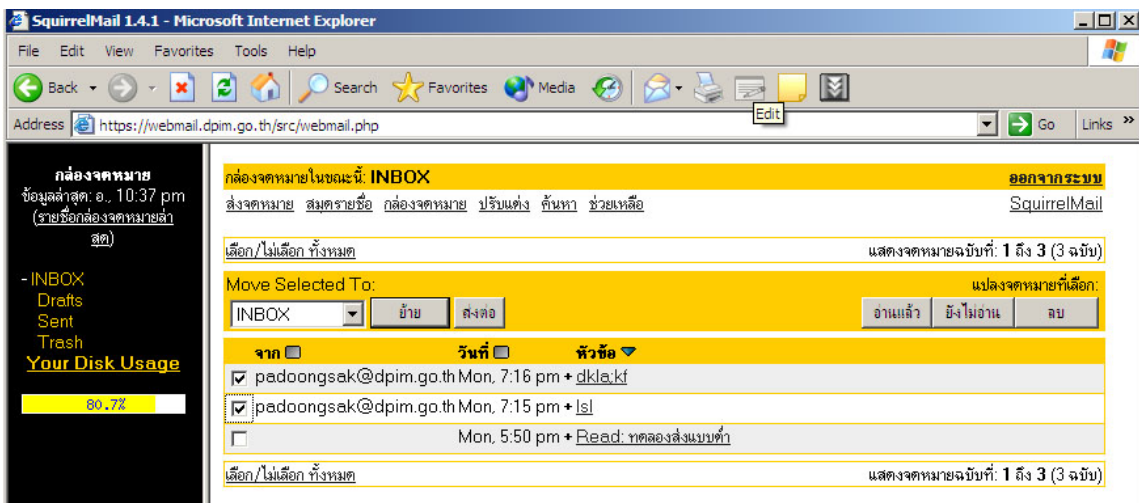 SquirrelMail 1.4.1 - Microsoft Internet Explorer
File Edit View Favorites Tools Help
Back Search Favorites Media
Edit
Address https://webmail.dpim.go.th/src/webmail.php Go Links »
กล่องจดหมาย
ข้อมูลล่าสุด: อ., 10:37 pm
(รายชื่อกล่องจดหมายล่า
สุด)
- INBOX
Drafts
Sent
Trash
Your Disk Usage
80.7%
กล่องจดหมายในขณะนี้: INBOX ออกจากระบบ
ส่งจดหมาย สมุดรายชื่อ กล่องจดหมาย ปรับแต่ง ค้นหา ช่วยเหลือ SquirrelMail
เลือก/ไม่เลือก ทั้งหมด แสดงจดหมายฉบับที่: 1 ถึง 3 (3 ฉบับ)
Move Selected To: แปลงจดหมายที่เลือก:
INBOX ย้าย ส่งต่อ อ่านแล้ว ยังไม่อ่าน ลบ
จาก วันที่ หัวข้อ
padoongsak@dpim.go.th Mon, 7:16 pm + dkla;kf
padoongsak@dpim.go.th Mon, 7:15 pm + lsl
Mon, 5:50 pm + Read: ทดลองส่งแบบต่ำ
เลือก/ไม่เลือก ทั้งหมด แสดงจดหมายฉบับที่: 1 ถึง 3 (3 ฉบับ)